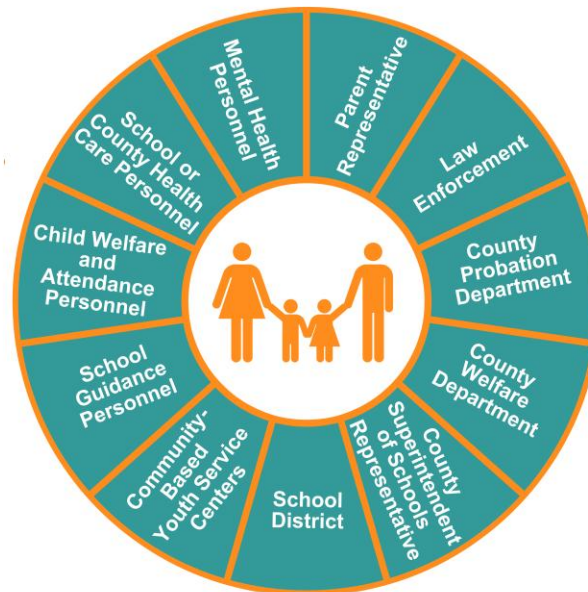 Mental Health
Personnel
Parent
Representative
Law
Enforcement
County
Probation
Department
County
Welfare
Department
County
Superintendent
of Schools
Representative
School
District
Community-
Based
Youth Service
Centers
School
Guidance
Personnel
Child Welfare
and
Attendance
Personnel
School or
County Health
Care Personnel